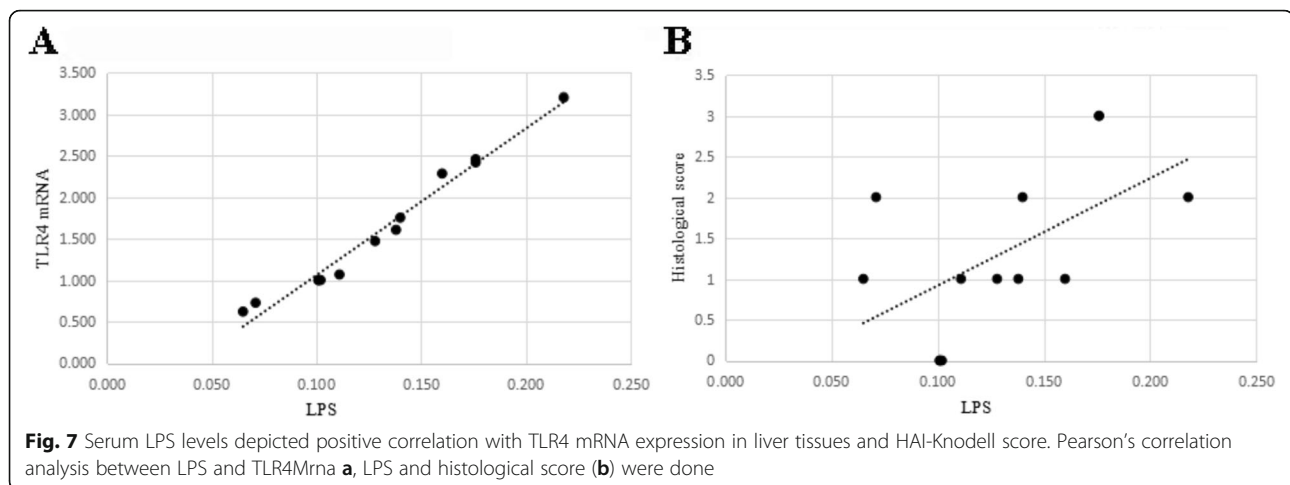 A
3.500
3.000
2.500
2.000
1.500
1.000
0.500
0.000
TLR4 mRNA
0.000 0.050 0.100 0.150 0.200 0.250
LPS
B
3.5
3
2.5
2
1.5
1
0.5
0
Histological score
0.000 0.050 0.100 0.150 0.200 0.250
LPS
Fig. 7 Serum LPS levels depicted positive correlation with TLR4 mRNA expression in liver tissues and HAI-Knodell score. Pearson's correlation
analysis between LPS and TLR4Mrna a, LPS and histological score (b) were done